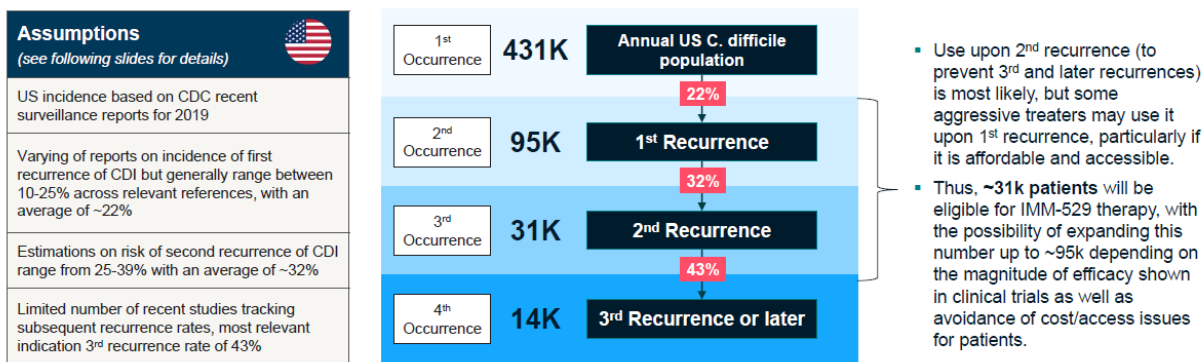 Assumptions
(see following slides for details)
US incidence based on CDC recent
surveillance reports for 2019
Varying of reports on incidence of first
recurrence of CDI but generally range between
10-25% across relevant references, with an
average of ~22%
Estimations on risk of second recurrence of CDI
range from 25-39% with an average of ~32%
Limited number of recent studies tracking
subsequent recurrence rates, most relevant
indication 3rd recurrence rate of 43%
1st
Occurrence
431K
Annual US C. difficile
population
22%
2nd
Occurrence
95K
1st Recurrence
32%
3rd
Occurrence
31K
2nd Recurrence
43%
4th
Occurrence
14K
3rd Recurrence or later
▪ Use upon 2nd recurrence (to
prevent 3rd and later recurrences)
is most likely, but some
aggressive treaters may use it
upon 1st recurrence, particularly if
it is affordable and accessible.
▪ Thus, ~31k patients will be
eligible for IMM-529 therapy, with
the possibility of expanding this
number up to ~95k depending on
the magnitude of efficacy shown
in clinical trials as well as
avoidance of cost/access issues
for patients.